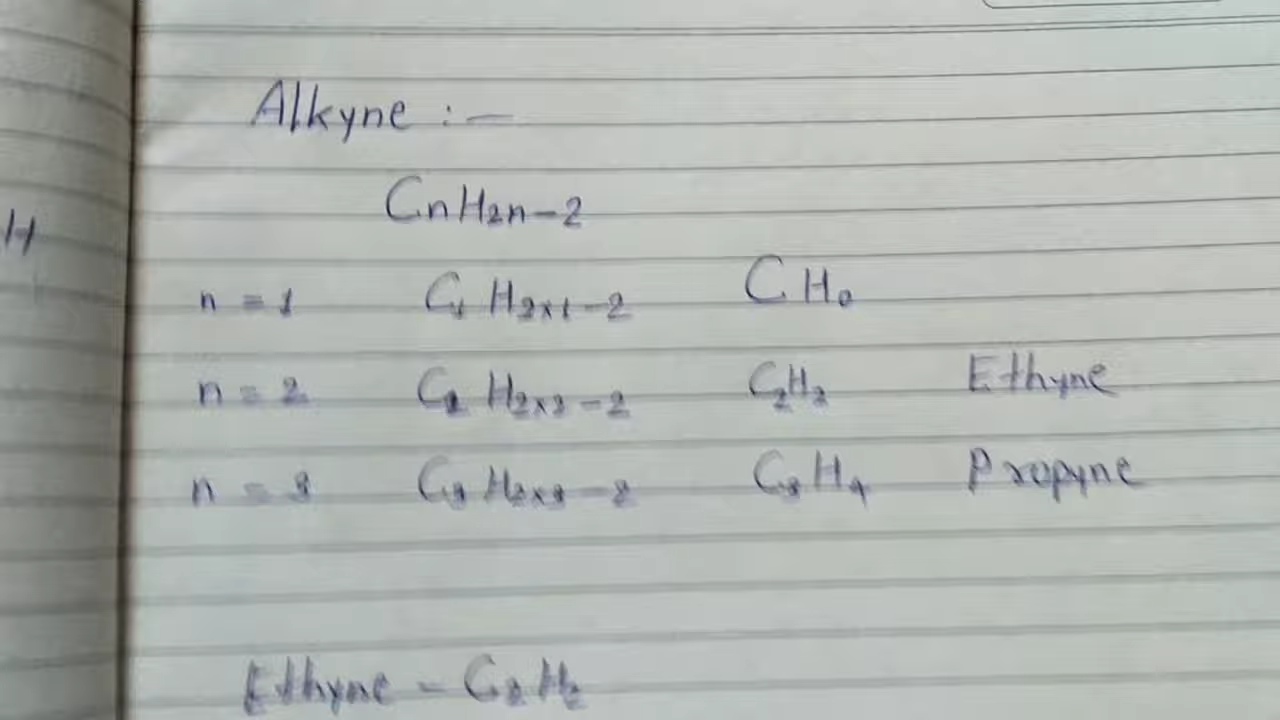 Alkyne :—
CnH2n-2
H
n = 1 C1 H2x1-2 CH0
n = 2 C2 H2x2-2 C2H2 Ethyne
n = 3 C3 H2x3-2 C3H4 Propyne
Ethyne - C2H2